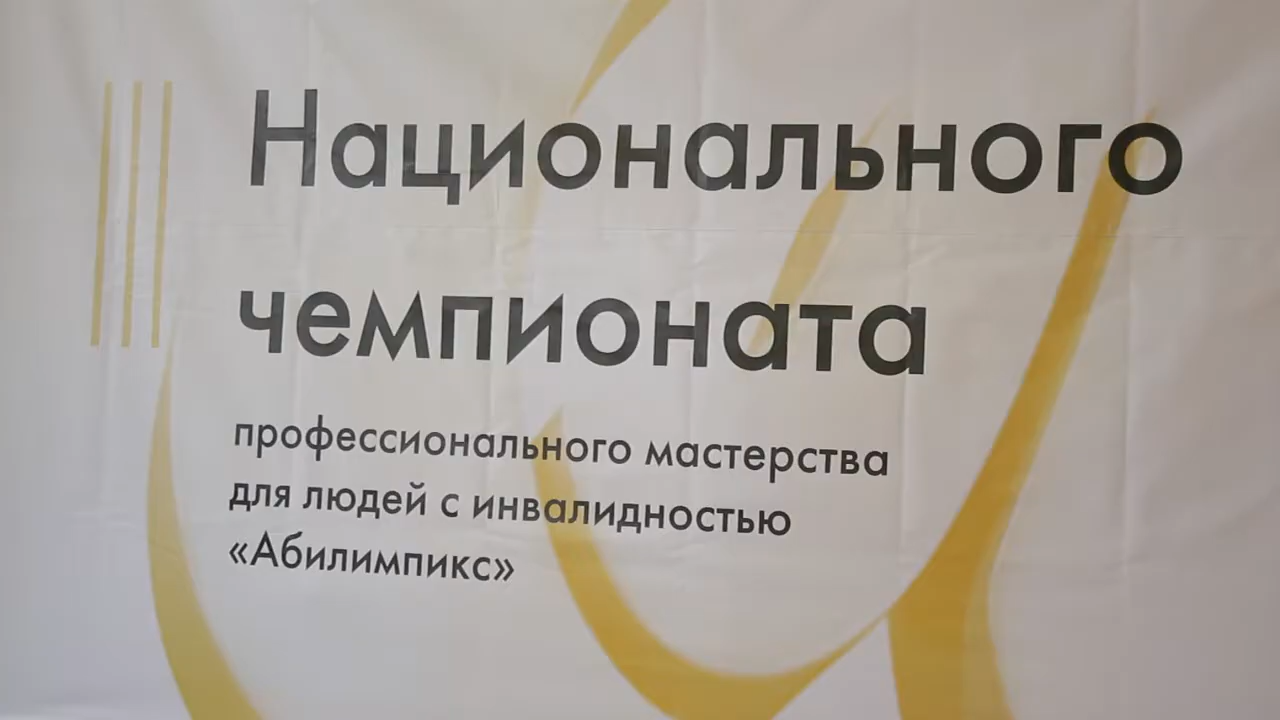 Национального
чемпионата
профессионального мастерства
для людей с инвалидностью
«Абилимпикс»